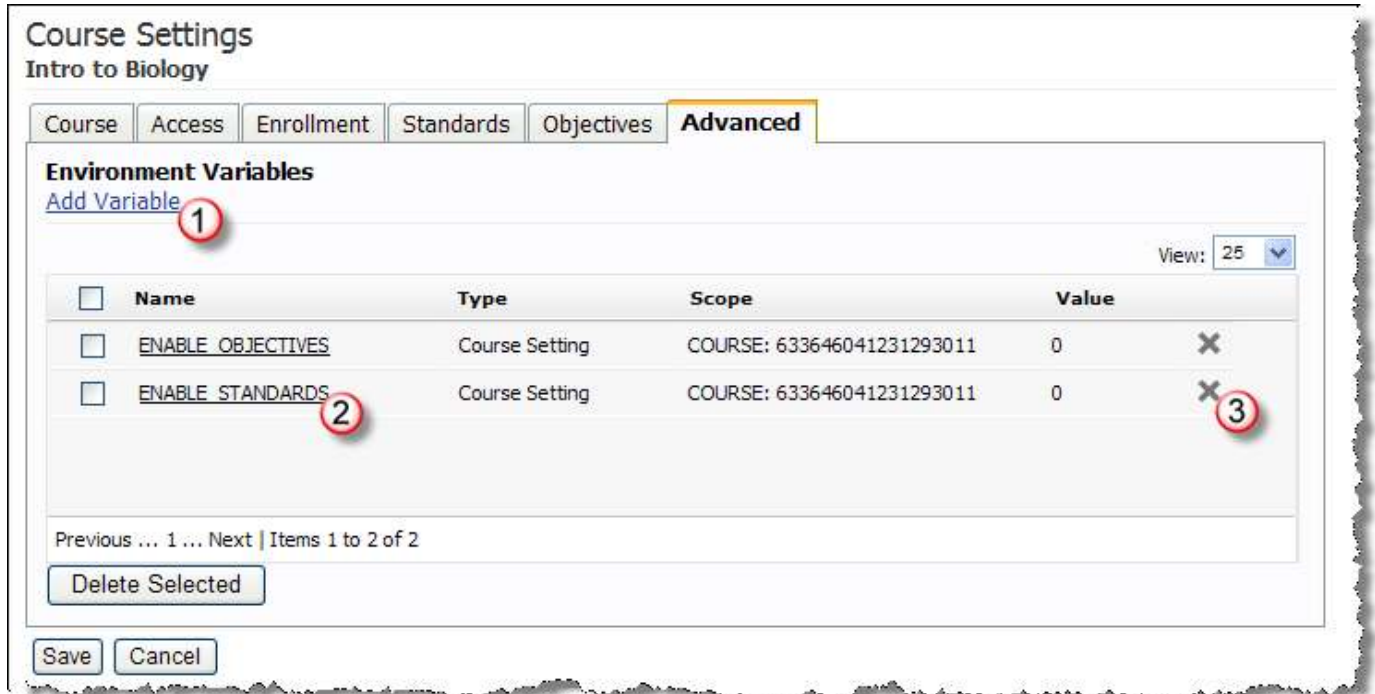 Course Settings
Intro to Biology
Course Access Enrollment Standards Objectives Advanced
Environment Variables
Add Variable
1
View: 25
Name Type Scope Value
ENABLE_OBJECTIVES Course Setting COURSE: 633646041231293011 0
ENABLE_STANDARDS Course Setting COURSE: 633646041231293011 0
2
3
Previous ... 1 ... Next | Items 1 to 2 of 2
Delete Selected
Save Cancel